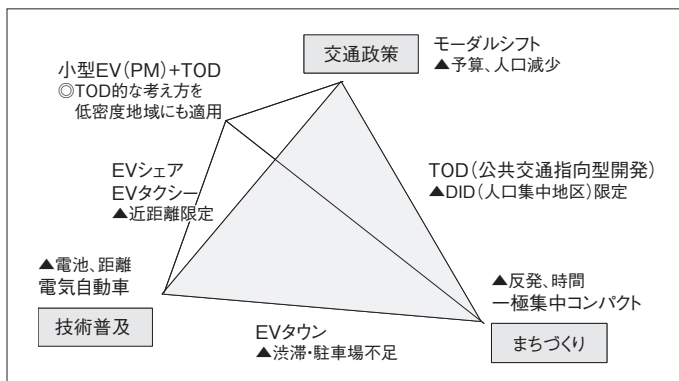 交通政策
モーダルシフト
▲予算、人口減少
小型EV(PM)+TOD
◎TOD的な考え方を
低密度地域にも適用
EVシェア
EVタクシー
▲近距離限定
TOD(公共交通指向型開発)
▲DID(人口集中地区)限定
▲電池、距離
電気自動車
技術普及
▲反発、時間
一極集中コンパクト
まちづくり
EVタウン
▲渋滞・駐車場不足